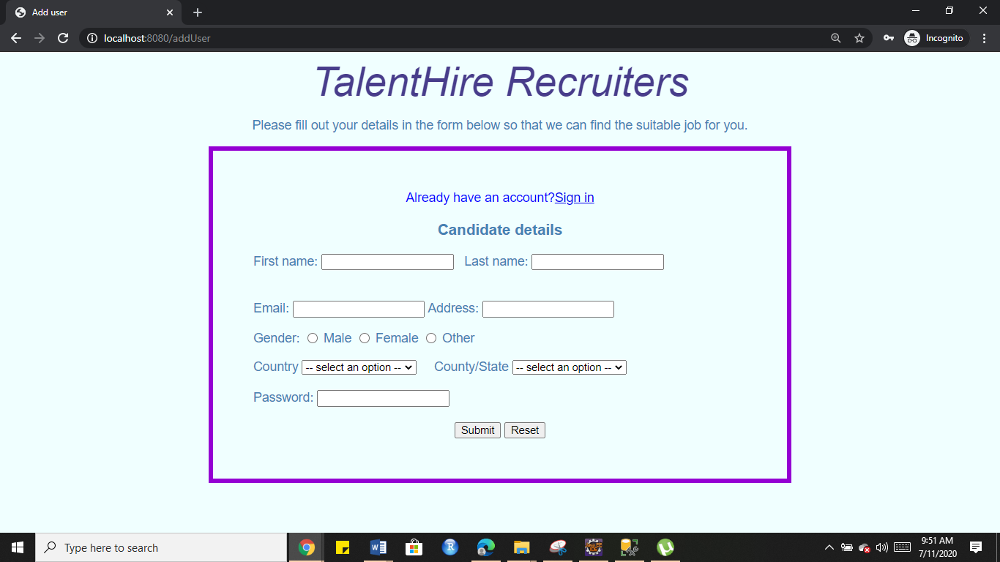 Add user
localhost:8080/addUser
Incognito
TalentHire Recruiters
Please fill out your details in the form below so that we can find the suitable job for you.
Already have an account?Sign in
Candidate details
First name: Last name:
Email: Address:
Gender: Male Female Other
Country -- select an option -- County/State -- select an option --
Password:
Submit Reset
Type here to search
9:51 AM
7/11/2020